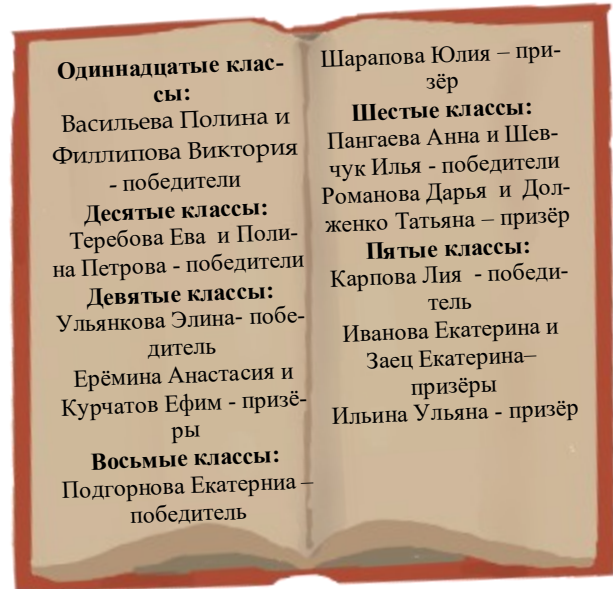 Одиннадцатые клас-
сы:
Васильева Полина и
Филлипова Виктория
- победители
Десятые классы:
Теребова Ева и Поли-
на Петрова - победители
Девятые классы:
Ульянкова Элина- побе-
дитель
Ерёмина Анастасия и
Курчатов Ефим - призё-
ры
Восьмые классы:
Подгорнова Екатерниа –
победитель
Шарапова Юлия – при-
зёр
Шестые классы:
Пангаева Анна и Шев-
чук Илья - победители
Романова Дарья и Дол-
женко Татьяна – призёр
Пятые классы:
Карпова Лия - победи-
тель
Иванова Екатерина и
Заец Екатерина–
призёры
Ильина Ульяна - призёр